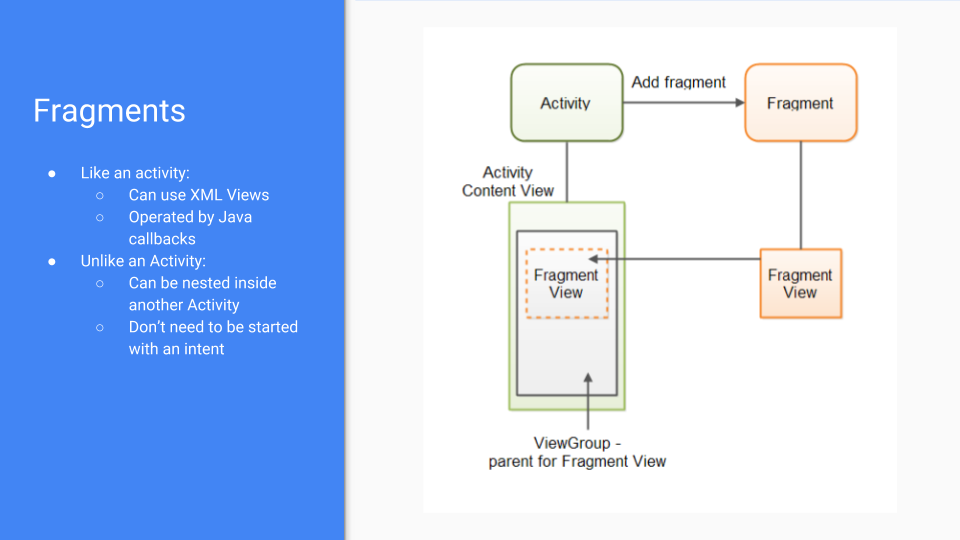 Fragments
● Like an activity:
○ Can use XML Views
○ Operated by Java
callbacks
● Unlike an Activity:
○ Can be nested inside
another Activity
○ Don’t need to be started
with an intent
Add fragment
Activity
Fragment
Activity
Content View
Fragment
View
Fragment
View
ViewGroup -
parent for Fragment View